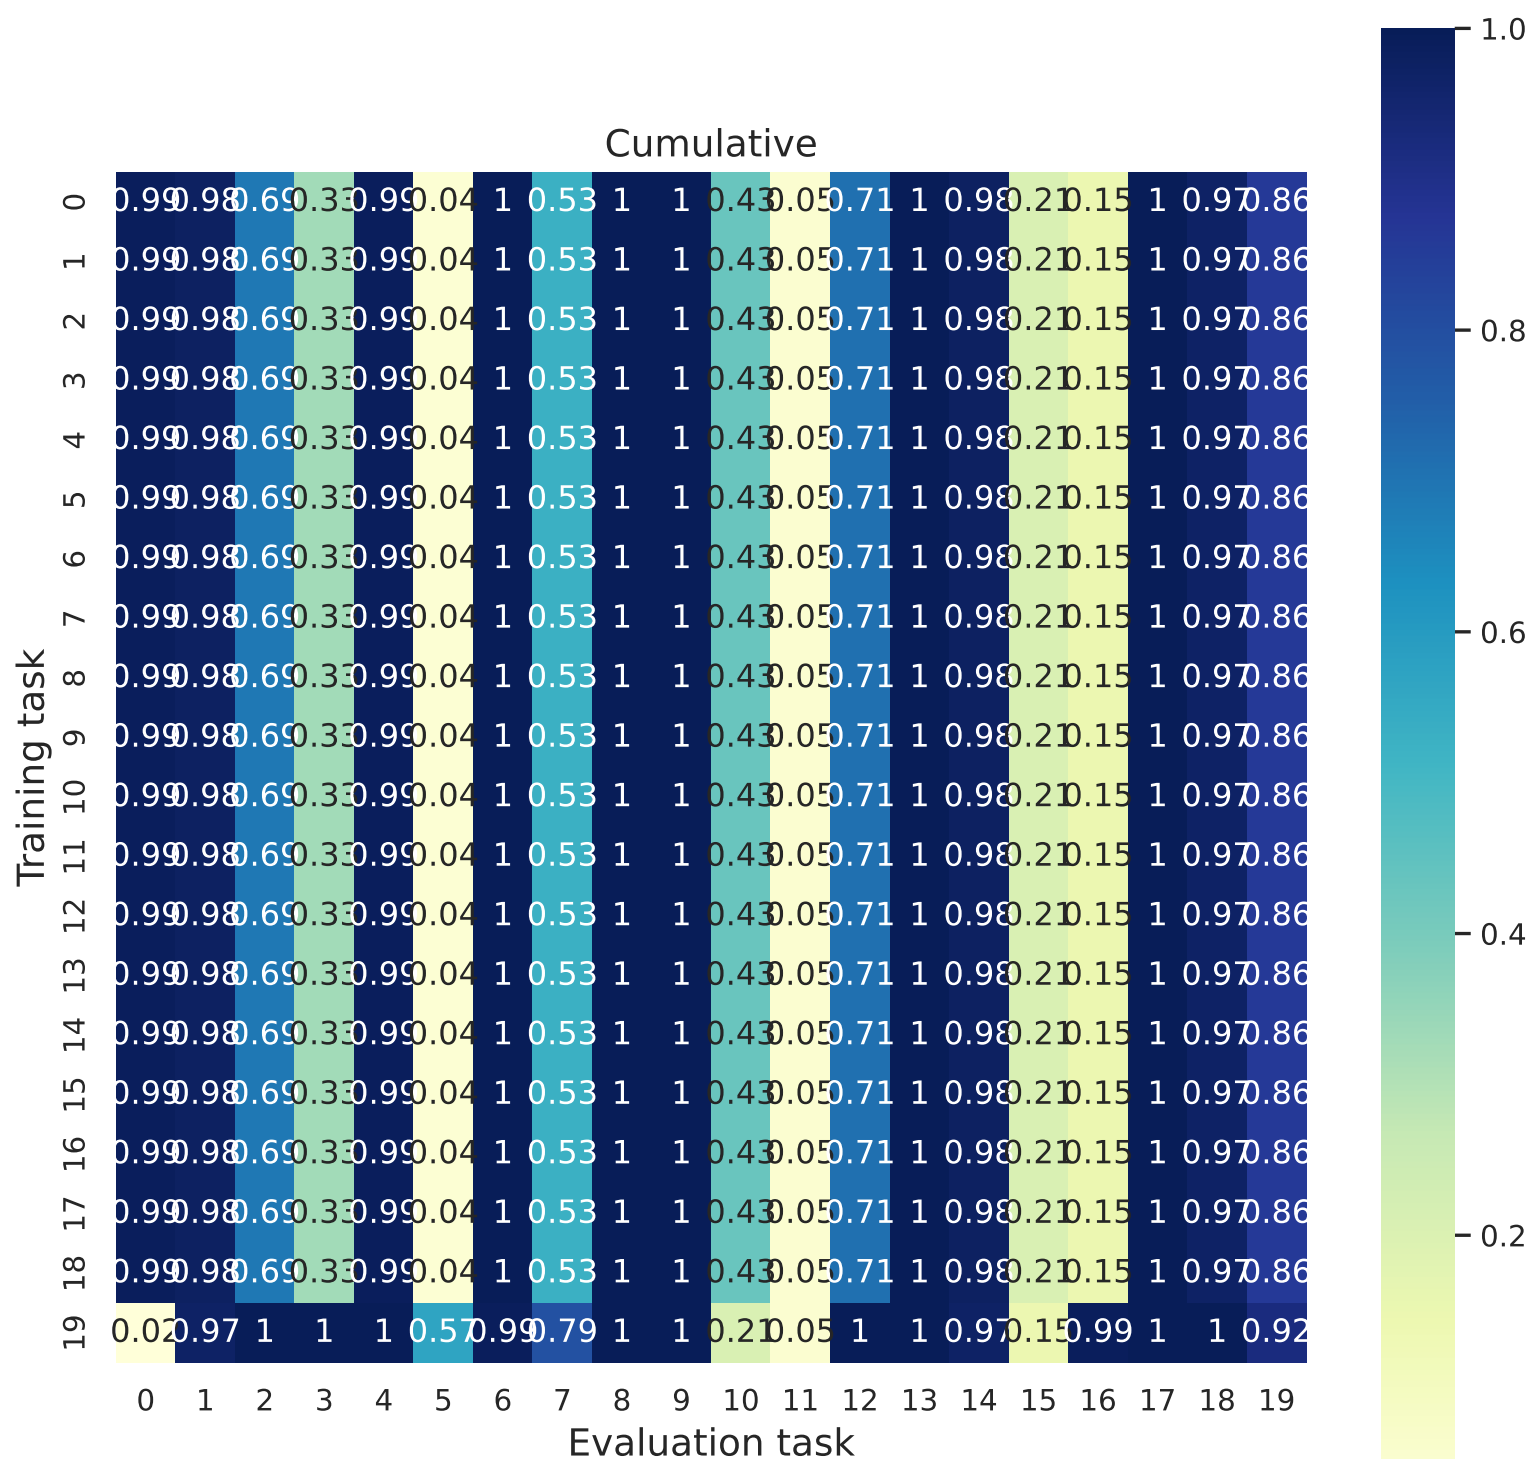 Cumulative
0 0.99 0.98 0.69 0.33 0.99 0.04 1 0.53 1 1 0.43 0.05 0.71 1 0.98 0.21 0.15 1 0.97 0.86
1 0.99 0.98 0.69 0.33 0.99 0.04 1 0.53 1 1 0.43 0.05 0.71 1 0.98 0.21 0.15 1 0.97 0.86
2 0.99 0.98 0.69 0.33 0.99 0.04 1 0.53 1 1 0.43 0.05 0.71 1 0.98 0.21 0.15 1 0.97 0.86
3 0.99 0.98 0.69 0.33 0.99 0.04 1 0.53 1 1 0.43 0.05 0.71 1 0.98 0.21 0.15 1 0.97 0.86
4 0.99 0.98 0.69 0.33 0.99 0.04 1 0.53 1 1 0.43 0.05 0.71 1 0.98 0.21 0.15 1 0.97 0.86
5 0.99 0.98 0.69 0.33 0.99 0.04 1 0.53 1 1 0.43 0.05 0.71 1 0.98 0.21 0.15 1 0.97 0.86
6 0.99 0.98 0.69 0.33 0.99 0.04 1 0.53 1 1 0.43 0.05 0.71 1 0.98 0.21 0.15 1 0.97 0.86
7 0.99 0.98 0.69 0.33 0.99 0.04 1 0.53 1 1 0.43 0.05 0.71 1 0.98 0.21 0.15 1 0.97 0.86
8 0.99 0.98 0.69 0.33 0.99 0.04 1 0.53 1 1 0.43 0.05 0.71 1 0.98 0.21 0.15 1 0.97 0.86
9 0.99 0.98 0.69 0.33 0.99 0.04 1 0.53 1 1 0.43 0.05 0.71 1 0.98 0.21 0.15 1 0.97 0.86
10 0.99 0.98 0.69 0.33 0.99 0.04 1 0.53 1 1 0.43 0.05 0.71 1 0.98 0.21 0.15 1 0.97 0.86
11 0.99 0.98 0.69 0.33 0.99 0.04 1 0.53 1 1 0.43 0.05 0.71 1 0.98 0.21 0.15 1 0.97 0.86
12 0.99 0.98 0.69 0.33 0.99 0.04 1 0.53 1 1 0.43 0.05 0.71 1 0.98 0.21 0.15 1 0.97 0.86
13 0.99 0.98 0.69 0.33 0.99 0.04 1 0.53 1 1 0.43 0.05 0.71 1 0.98 0.21 0.15 1 0.97 0.86
14 0.99 0.98 0.69 0.33 0.99 0.04 1 0.53 1 1 0.43 0.05 0.71 1 0.98 0.21 0.15 1 0.97 0.86
15 0.99 0.98 0.69 0.33 0.99 0.04 1 0.53 1 1 0.43 0.05 0.71 1 0.98 0.21 0.15 1 0.97 0.86
16 0.99 0.98 0.69 0.33 0.99 0.04 1 0.53 1 1 0.43 0.05 0.71 1 0.98 0.21 0.15 1 0.97 0.86
17 0.99 0.98 0.69 0.33 0.99 0.04 1 0.53 1 1 0.43 0.05 0.71 1 0.98 0.21 0.15 1 0.97 0.86
18 0.99 0.98 0.69 0.33 0.99 0.04 1 0.53 1 1 0.43 0.05 0.71 1 0.98 0.21 0.15 1 0.97 0.86
19 0.02 0.97 1 1 1 0.57 0.99 0.79 1 1 0.21 0.05 1 1 0.97 0.15 0.99 1 1 0.92
0 1 2 3 4 5 6 7 8 9 10 11 12 13 14 15 16 17 18 19
Evaluation task
Training task
1.0
0.8
0.6
0.4
0.2